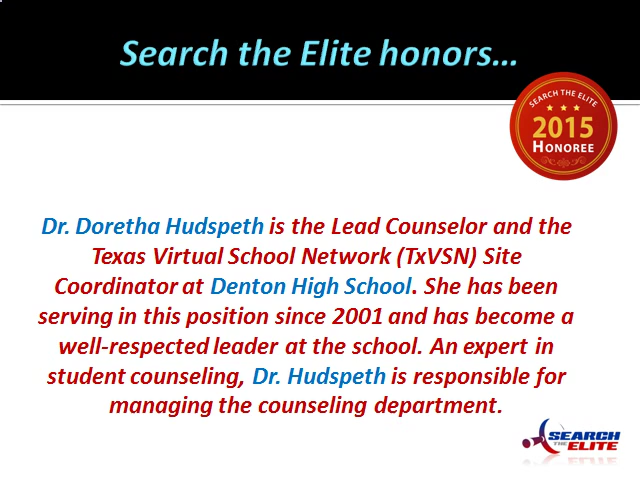 Search the Elite honors...
SEARCH THE ELITE
2015
HONOREE
Dr. Doretha Hudspeth is the Lead Counselor and the
Texas Virtual School Network (TxVSN) Site
Coordinator at Denton High School. She has been
serving in this position since 2001 and has become a
well-respected leader at the school. An expert in
student counseling, Dr. Hudspeth is responsible for
managing the counseling department.
SEARCH
THE ELITE